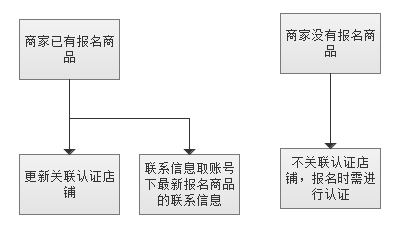 商家已有报名商
品
商家没有报名商
品
更新关联认证店
铺
联系信息取账号
下最新报名商品
的联系信息
不关联认证店
铺，报名时需进
行认证